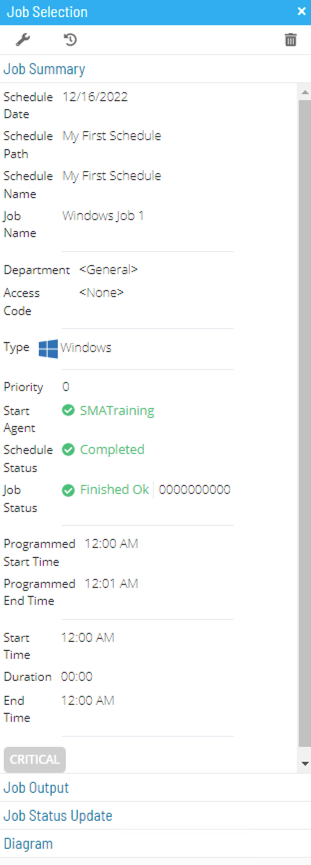 Job Selection ×
Job Summary
Schedule 12/16/2022
Date
Schedule My First Schedule
Path
Schedule My First Schedule
Name
Job Windows Job 1
Name
Department <General>
Access <None>
Code
Type Windows
Priority 0
Start SMATraining
Agent
Schedule Completed
Status
Job Finished Ok | 0000000000
Status
Programmed 12:00 AM
Start Time
Programmed 12:01 AM
End Time
Start 12:00 AM
Time
Duration 00:00
End 12:00 AM
Time
CRITICAL
Job Output
Job Status Update
Diagram